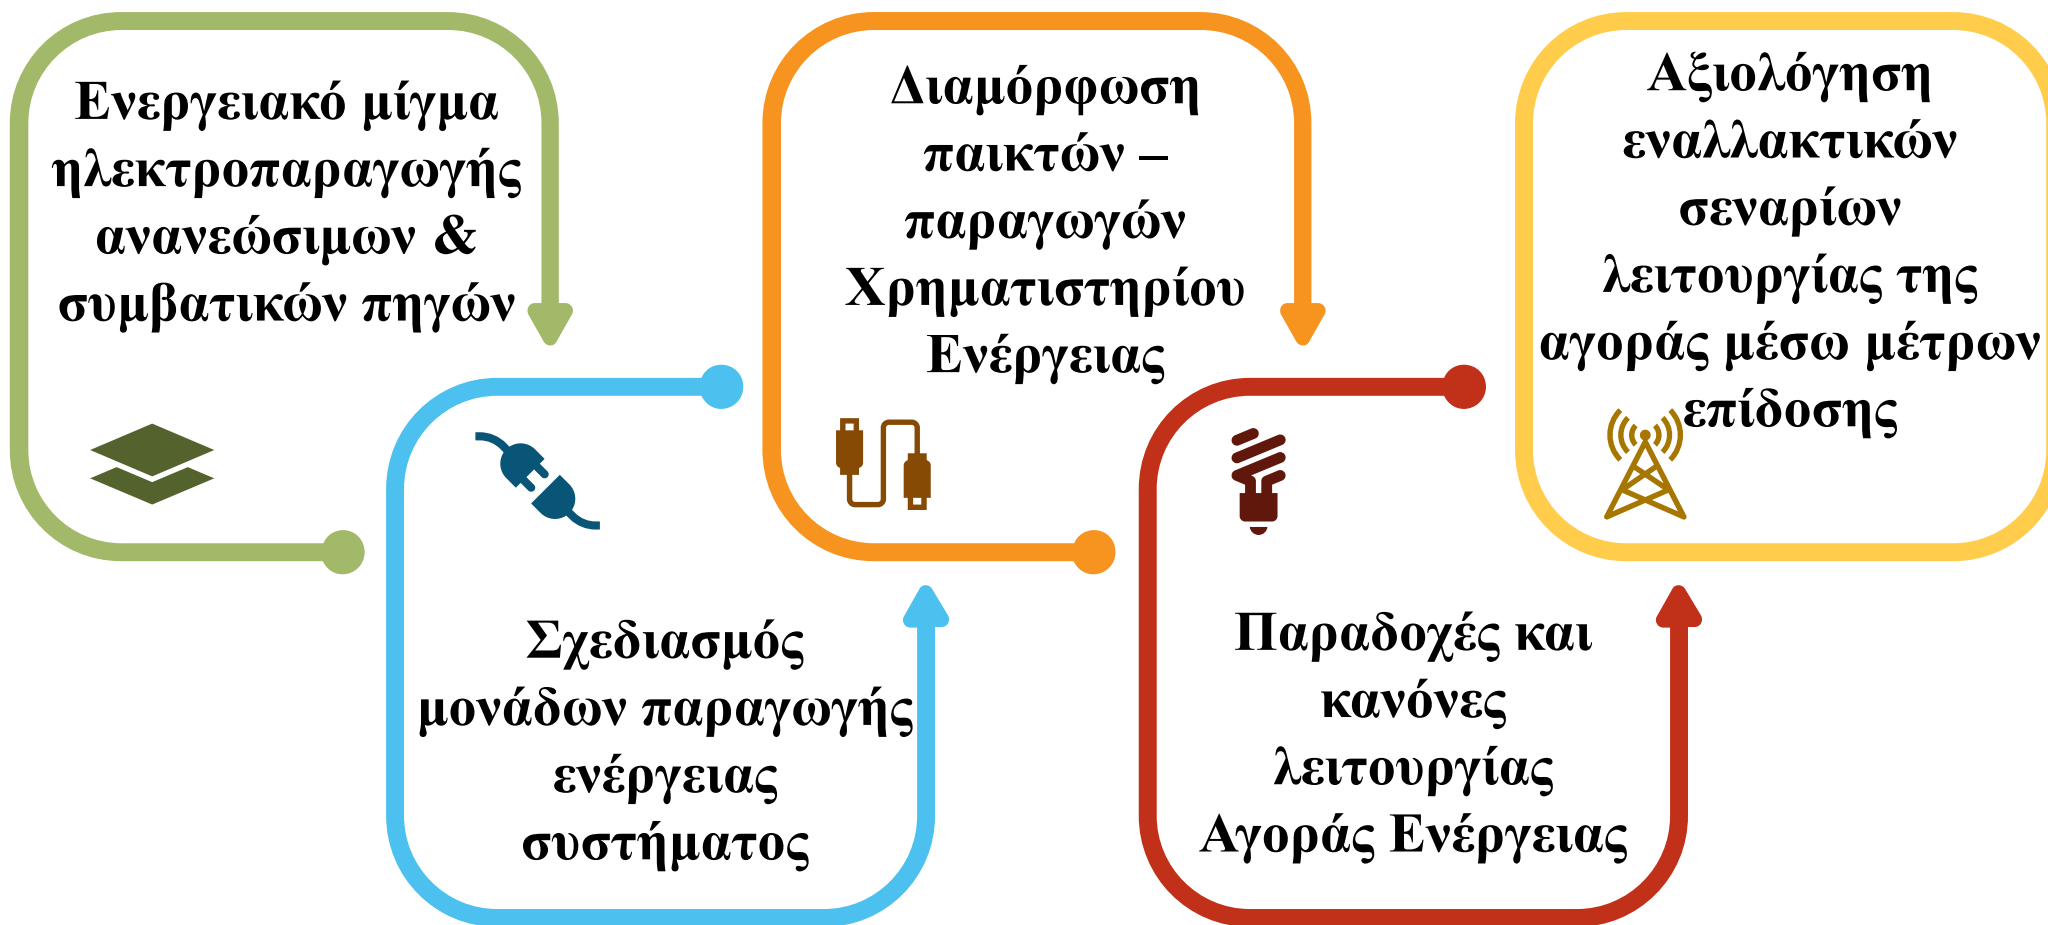 Ενεργειακό μίγμα
ηλεκτροπαραγωγής
ανανεώσιμων &
συμβατικών πηγών
Σχεδιασμός
μονάδων παραγωγής
ενέργειας
συστήματος
Διαμόρφωση
παικτών –
παραγωγών
Χρηματιστηρίου
Ενέργειας
Παραδοχές και
κανόνες
λειτουργίας
Αγοράς Ενέργειας
Αξιολόγηση
εναλλακτικών
σεναρίων
λειτουργίας της
αγοράς μέσω μέτρων
επίδοσης